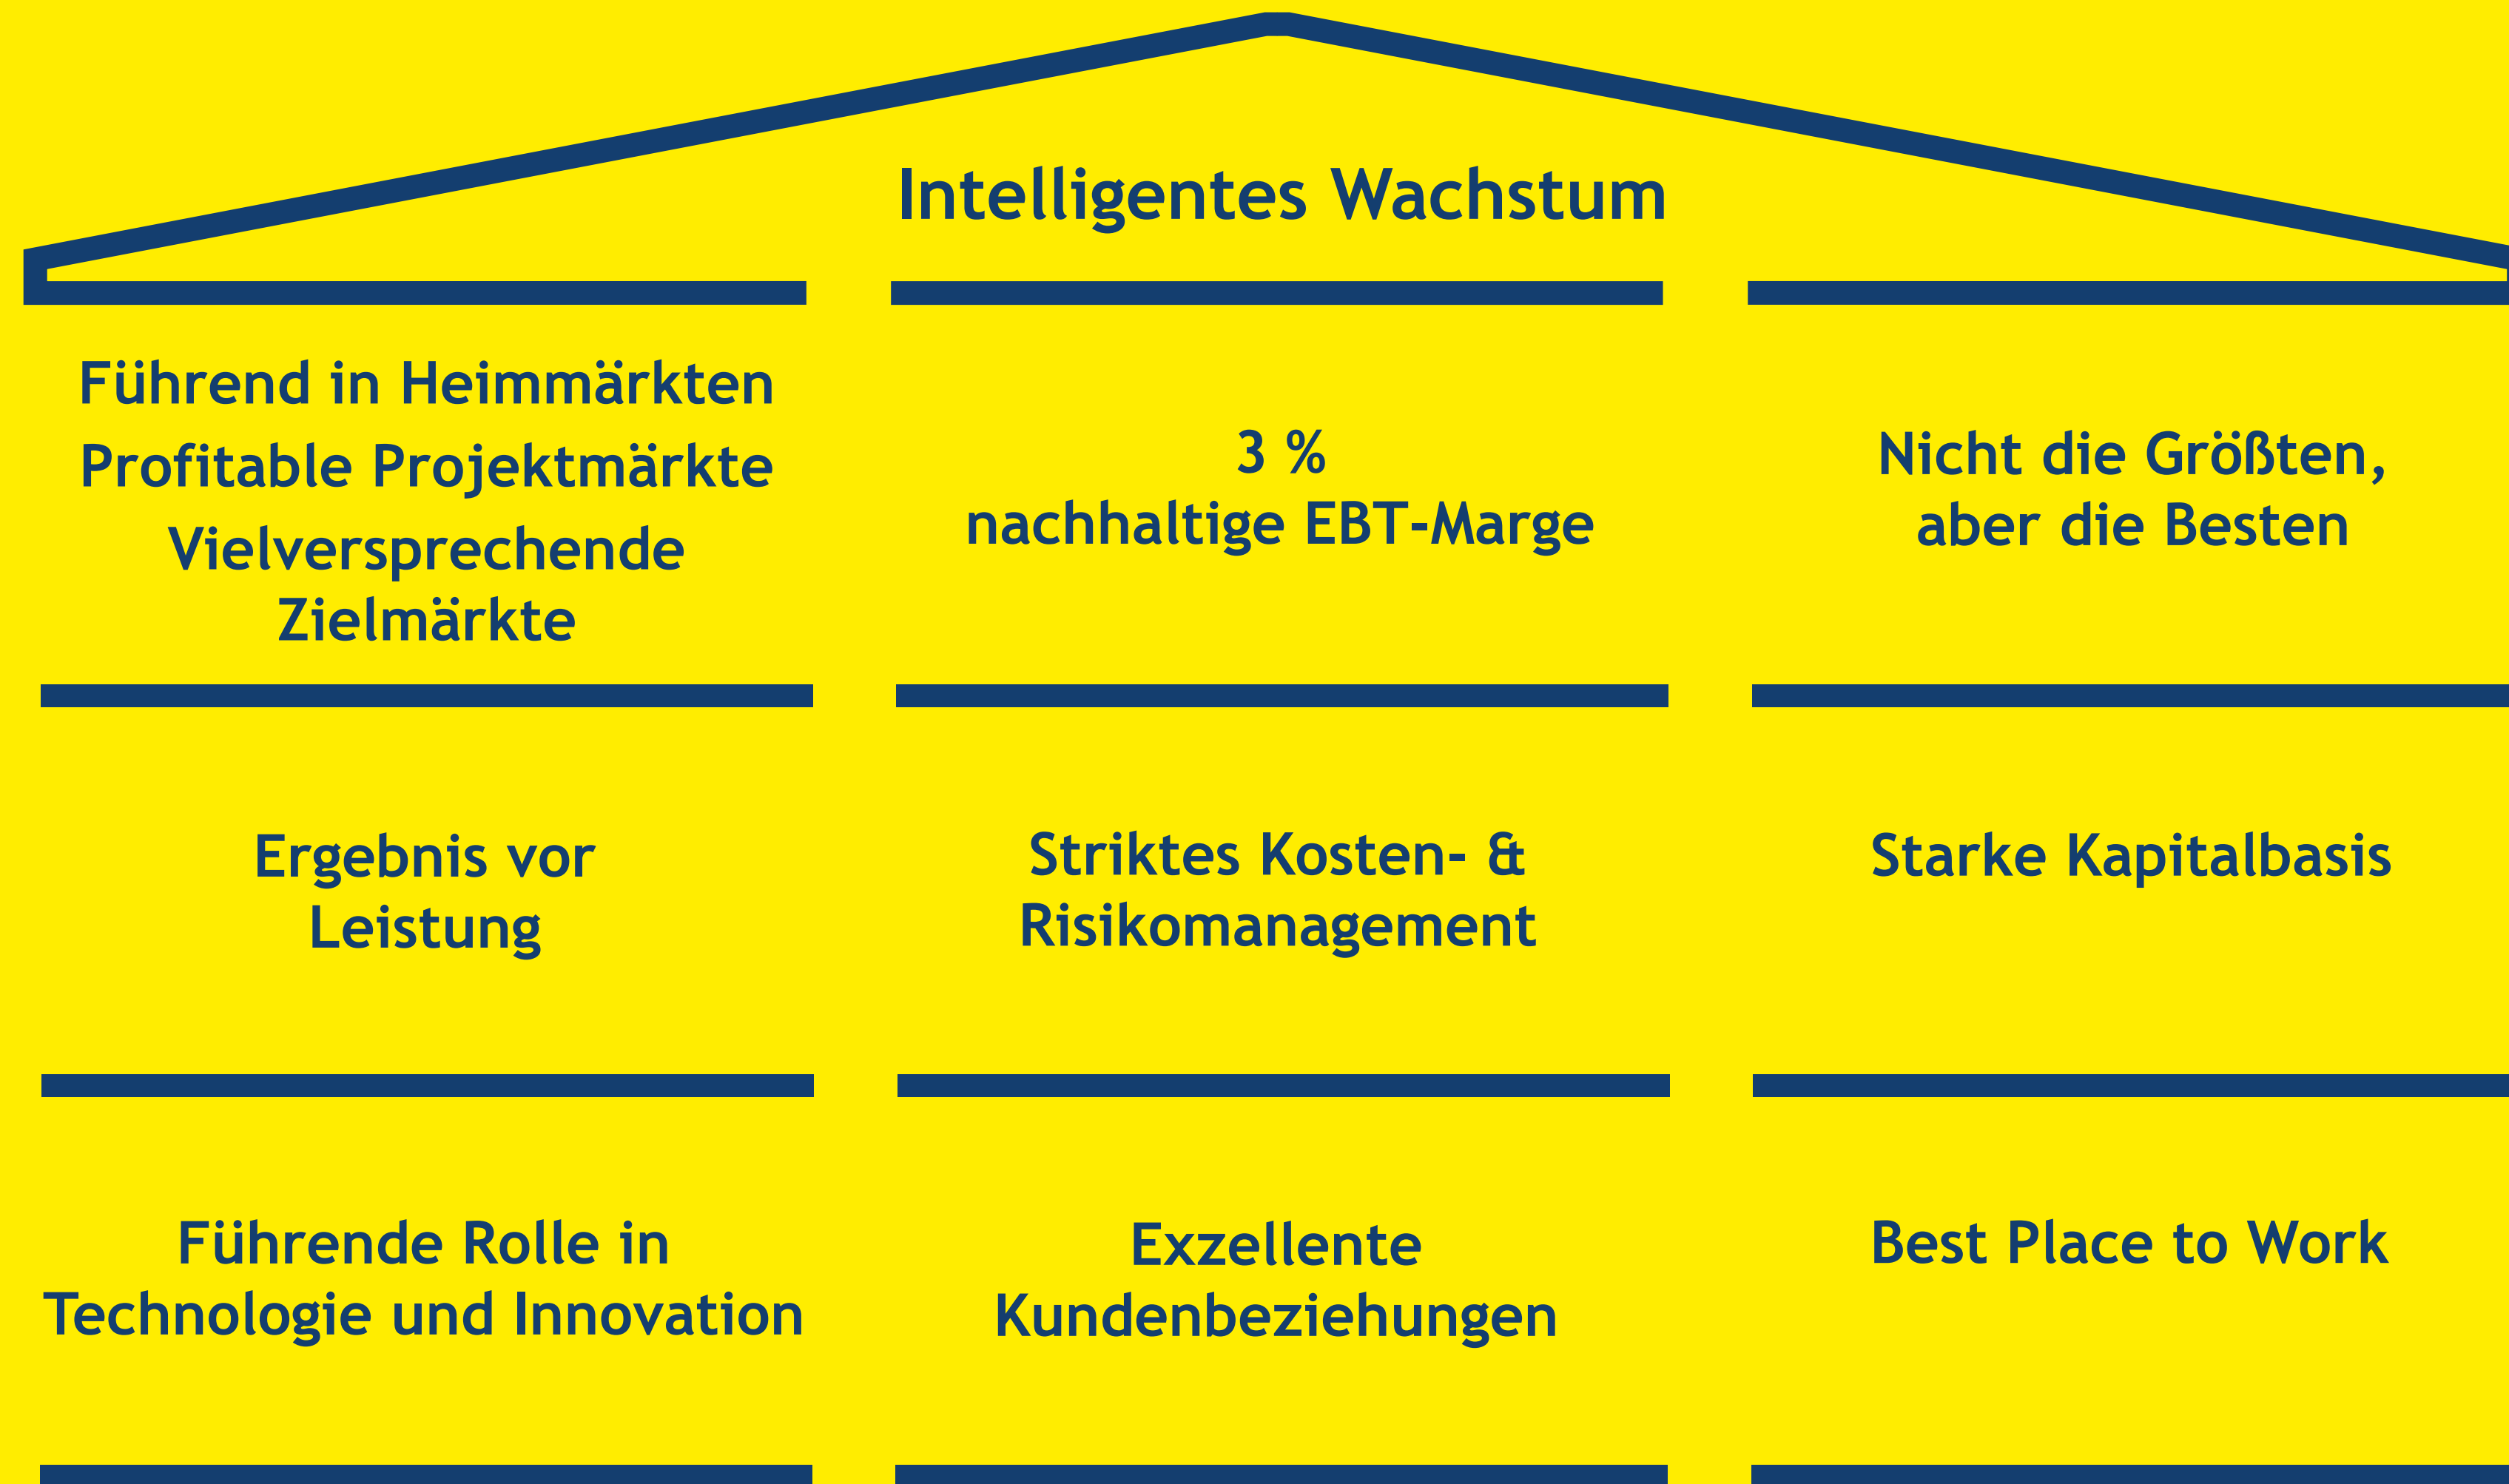 Intelligentes Wachstum
Führend in Heimmärkten
Profitable Projektmärkte
Vielversprechende
Zielmärkte
3 %
nachhaltige EBT-Marge
Nicht die Größten,
aber die Besten
Ergebnis vor
Leistung
Striktes Kosten- &
Risikomanagement
Starke Kapitalbasis
Führende Rolle in
Technologie und Innovation
Exzellente
Kundenbeziehungen
Best Place to Work